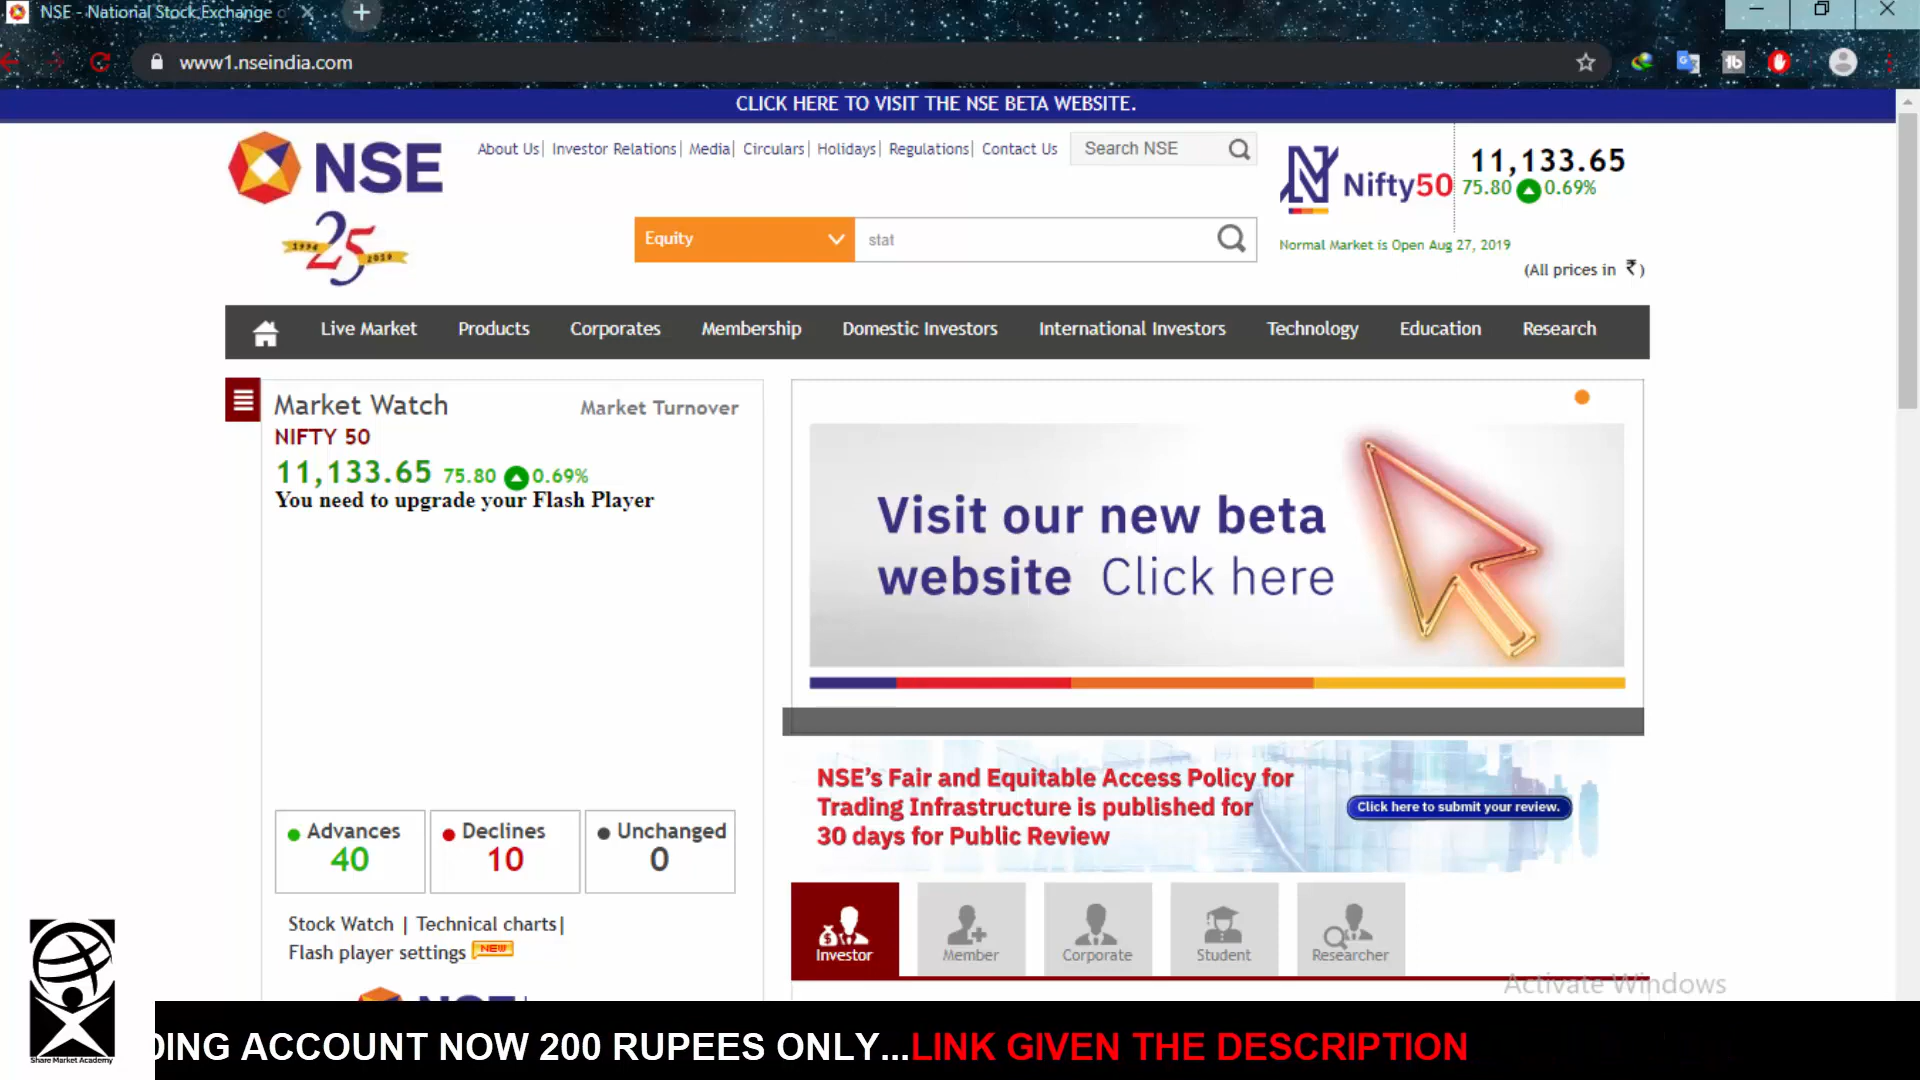 NSE - National Stock Exchange
www1.nseindia.com
CLICK HERE TO VISIT THE NSE BETA WEBSITE.
NSE
About Us| Investor Relations| Media| Circulars| Holidays| Regulations| Contact Us
Search NSE
Nifty50
11,133.65
75.80 0.69%
1994 25 2019
Equity
stat
Normal Market is Open Aug 27, 2019
(All prices in ₹)
Live Market Products Corporates Membership Domestic Investors International Investors Technology Education Research
Market Watch
Market Turnover
NIFTY 50
11,133.65 75.80 0.69%
You need to upgrade your Flash Player
Visit our new beta
website Click here
NSE's Fair and Equitable Access Policy for
Trading Infrastructure is published for
30 days for Public Review
Click here to submit your review.
Advances
40
Declines
10
Unchanged
0
Stock Watch | Technical charts|
Flash player settings NEW
Investor
Member
Corporate
Student
Researcher
Activate Windows
Share Market Academy
DING ACCOUNT NOW 200 RUPEES ONLY...LINK GIVEN THE DESCRIPTION